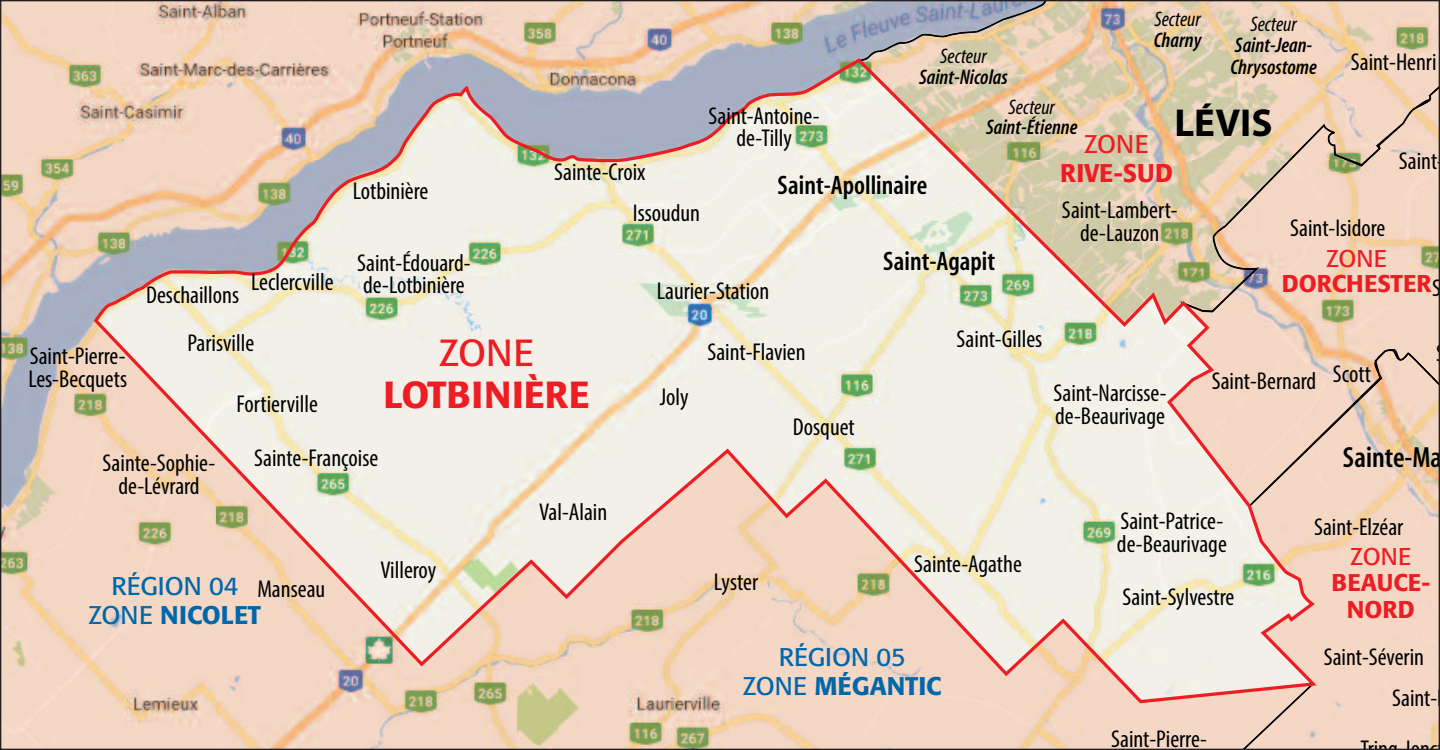 Saint-Alban
Portneuf-Station
Portneuf
358
40
138
Le Fleuve Saint-Laure
73
Secteur
Charny
Secteur
Saint-Jean-
Chrysostome
218
Saint-Henri
363
Saint-Marc-des-Carrières
Donnacona
132
Secteur
Saint-Nicolas
Saint-Casimir
40
Saint-Antoine-
de-Tilly
273
Secteur
Saint-Étienne
116
LÉVIS
ZONE
RIVE-SUD
354
59
138
132
Sainte-Croix
Lotbinière
Saint-Apollinaire
Saint-
Issoudun
271
Saint-Lambert-
de-Lauzon
218
Saint-Isidore
138
132
226
Saint-Édouard-
de-Lotbinière
226
Leclercville
Deschaillons
Saint-Agapit
273
269
171
73
ZONE
DORCHESTER
27
S
173
Laurier-Station
20
138
Saint-Pierre-
Les-Becquets
218
Parisville
ZONE
LOTBINIÈRE
Saint-Flavien
Saint-Gilles
218
Saint-Bernard
Scott
Fortierville
Joly
116
Saint-Narcisse-
de-Beaurivage
Dosquet
271
Sainte-Sophie-
de-Lévrard
Sainte-Françoise
265
Sainte-Ma
218
226
Val-Alain
269
Saint-Patrice-
de-Beaurivage
Saint-Elzéar
263
RÉGION 04
ZONE NICOLET
Manseau
Villeroy
Lyster
218
Sainte-Agathe
216
Saint-Sylvestre
ZONE
BEAUCE-
NORD
218
RÉGION 05
ZONE MÉGANTIC
Saint-Séverin
20
218
265
Lemieux
Laurierville
116
267
Saint-
Saint-Pierre-